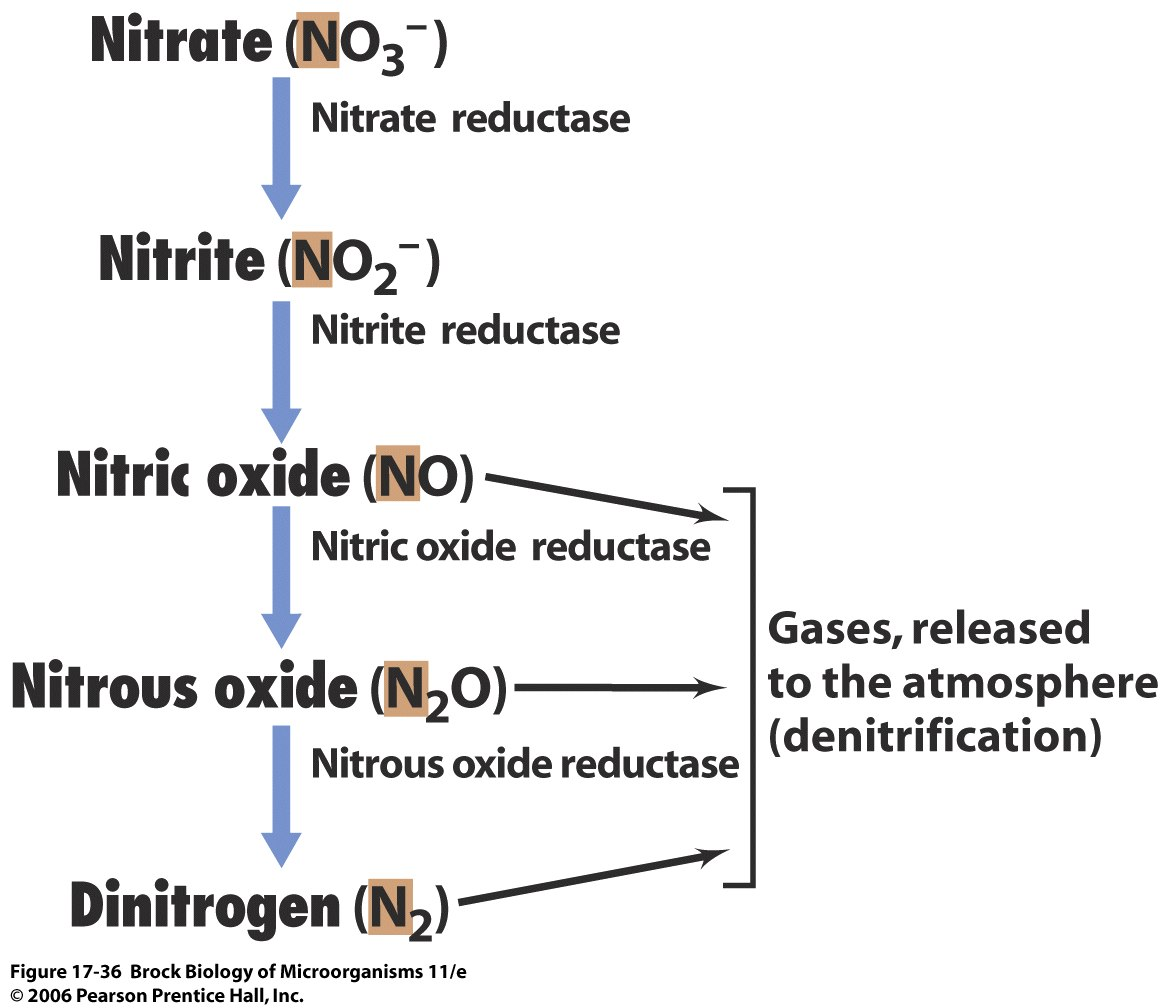 Nitrate (NO₃⁻)
Nitrate reductase
Nitrite (NO₂⁻)
Nitrite reductase
Nitric oxide (NO)
Nitric oxide reductase
Nitrous oxide (N₂O)
Nitrous oxide reductase
Dinitrogen (N₂)
Gases, released
to the atmosphere
(denitrification)
Figure 17-36 Brock Biology of Microorganisms 11/e
© 2006 Pearson Prentice Hall, Inc.